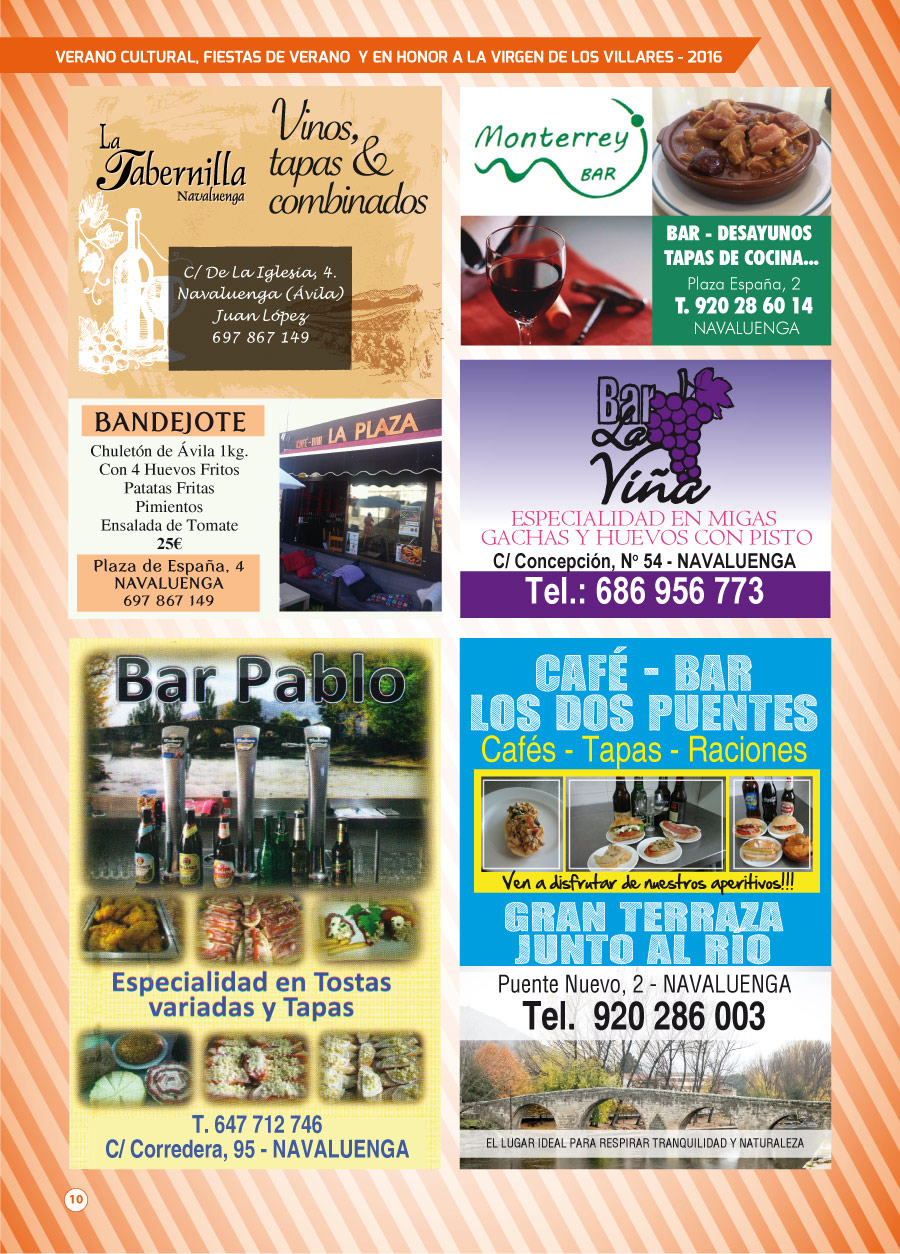 VERANO CULTURAL, FIESTAS DE VERANO Y EN HONOR A LA VIRGEN DE LOS VILLARES - 2016
La
Tabernilla
Navaluenga
Vinos,
tapas &
combinados
C/ De La Iglesia, 4.
Navaluenga (Ávila)
Juan López
697 867 149
Monterrey
BAR
BAR - DESAYUNOS
TAPAS DE COCINA...
Plaza España, 2
T. 920 28 60 14
NAVALUENGA
BANDEJOTE
Chuletón de Ávila 1kg.
Con 4 Huevos Fritos
Patatas Fritas
Pimientos
Ensalada de Tomate
25€
Plaza de España, 4
NAVALUENGA
697 867 149
CAFÉ-BAR LA PLAZA
Bar
La
Viña
ESPECIALIDAD EN MIGAS
GACHAS Y HUEVOS CON PISTO
C/ Concepción, Nº 54 - NAVALUENGA
Tel.: 686 956 773
Bar Pablo
Especialidad en Tostas
variadas y Tapas
T. 647 712 746
C/ Corredera, 95 - NAVALUENGA
CAFÉ - BAR
LOS DOS PUENTES
Cafés - Tapas - Raciones
Ven a disfrutar de nuestros aperitivos!!!
GRAN TERRAZA
JUNTO AL RÍO
Puente Nuevo, 2 - NAVALUENGA
Tel. 920 286 003
EL LUGAR IDEAL PARA RESPIRAR TRANQUILIDAD Y NATURALEZA
10